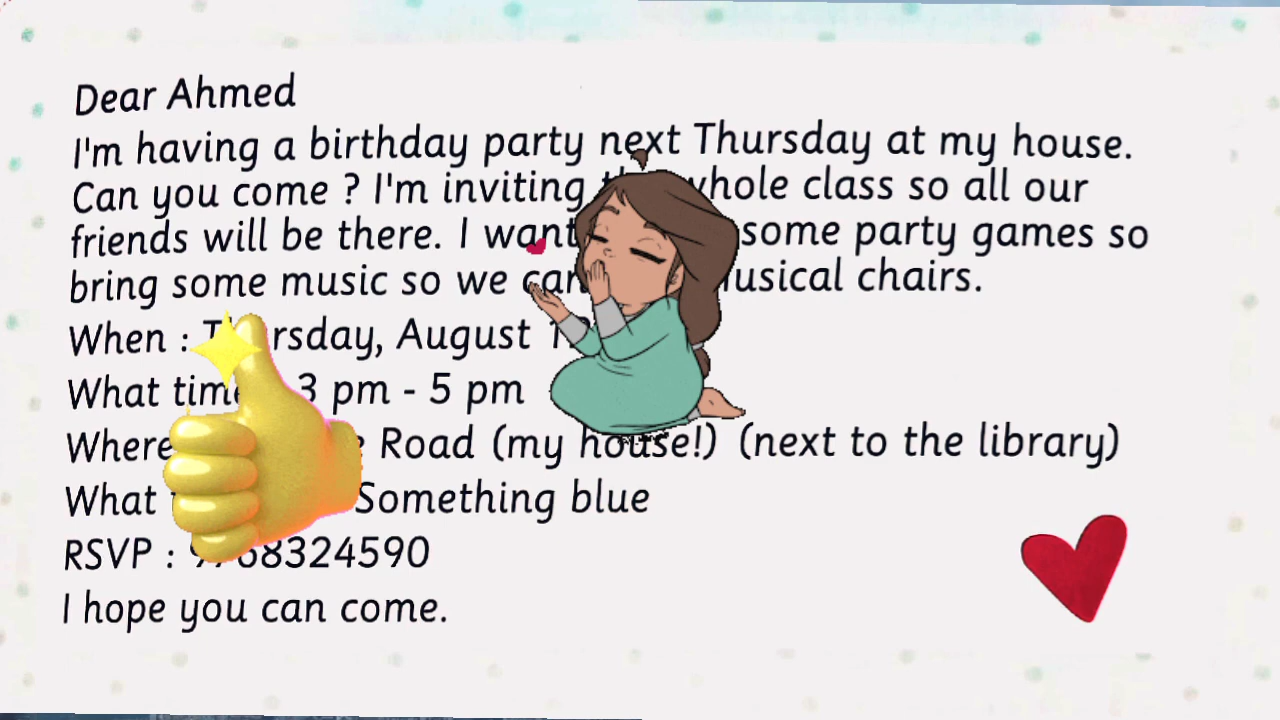 Dear Ahmed
I'm having a birthday party next Thursday at my house.
Can you come ? I'm inviting whole class so all our
friends will be there. I want some party games so
bring some music so we can musical chairs.
When : Thursday, August
What time 3 pm - 5 pm
Where Road (my house!) (next to the library)
What Something blue
RSVP :
I hope you can come.